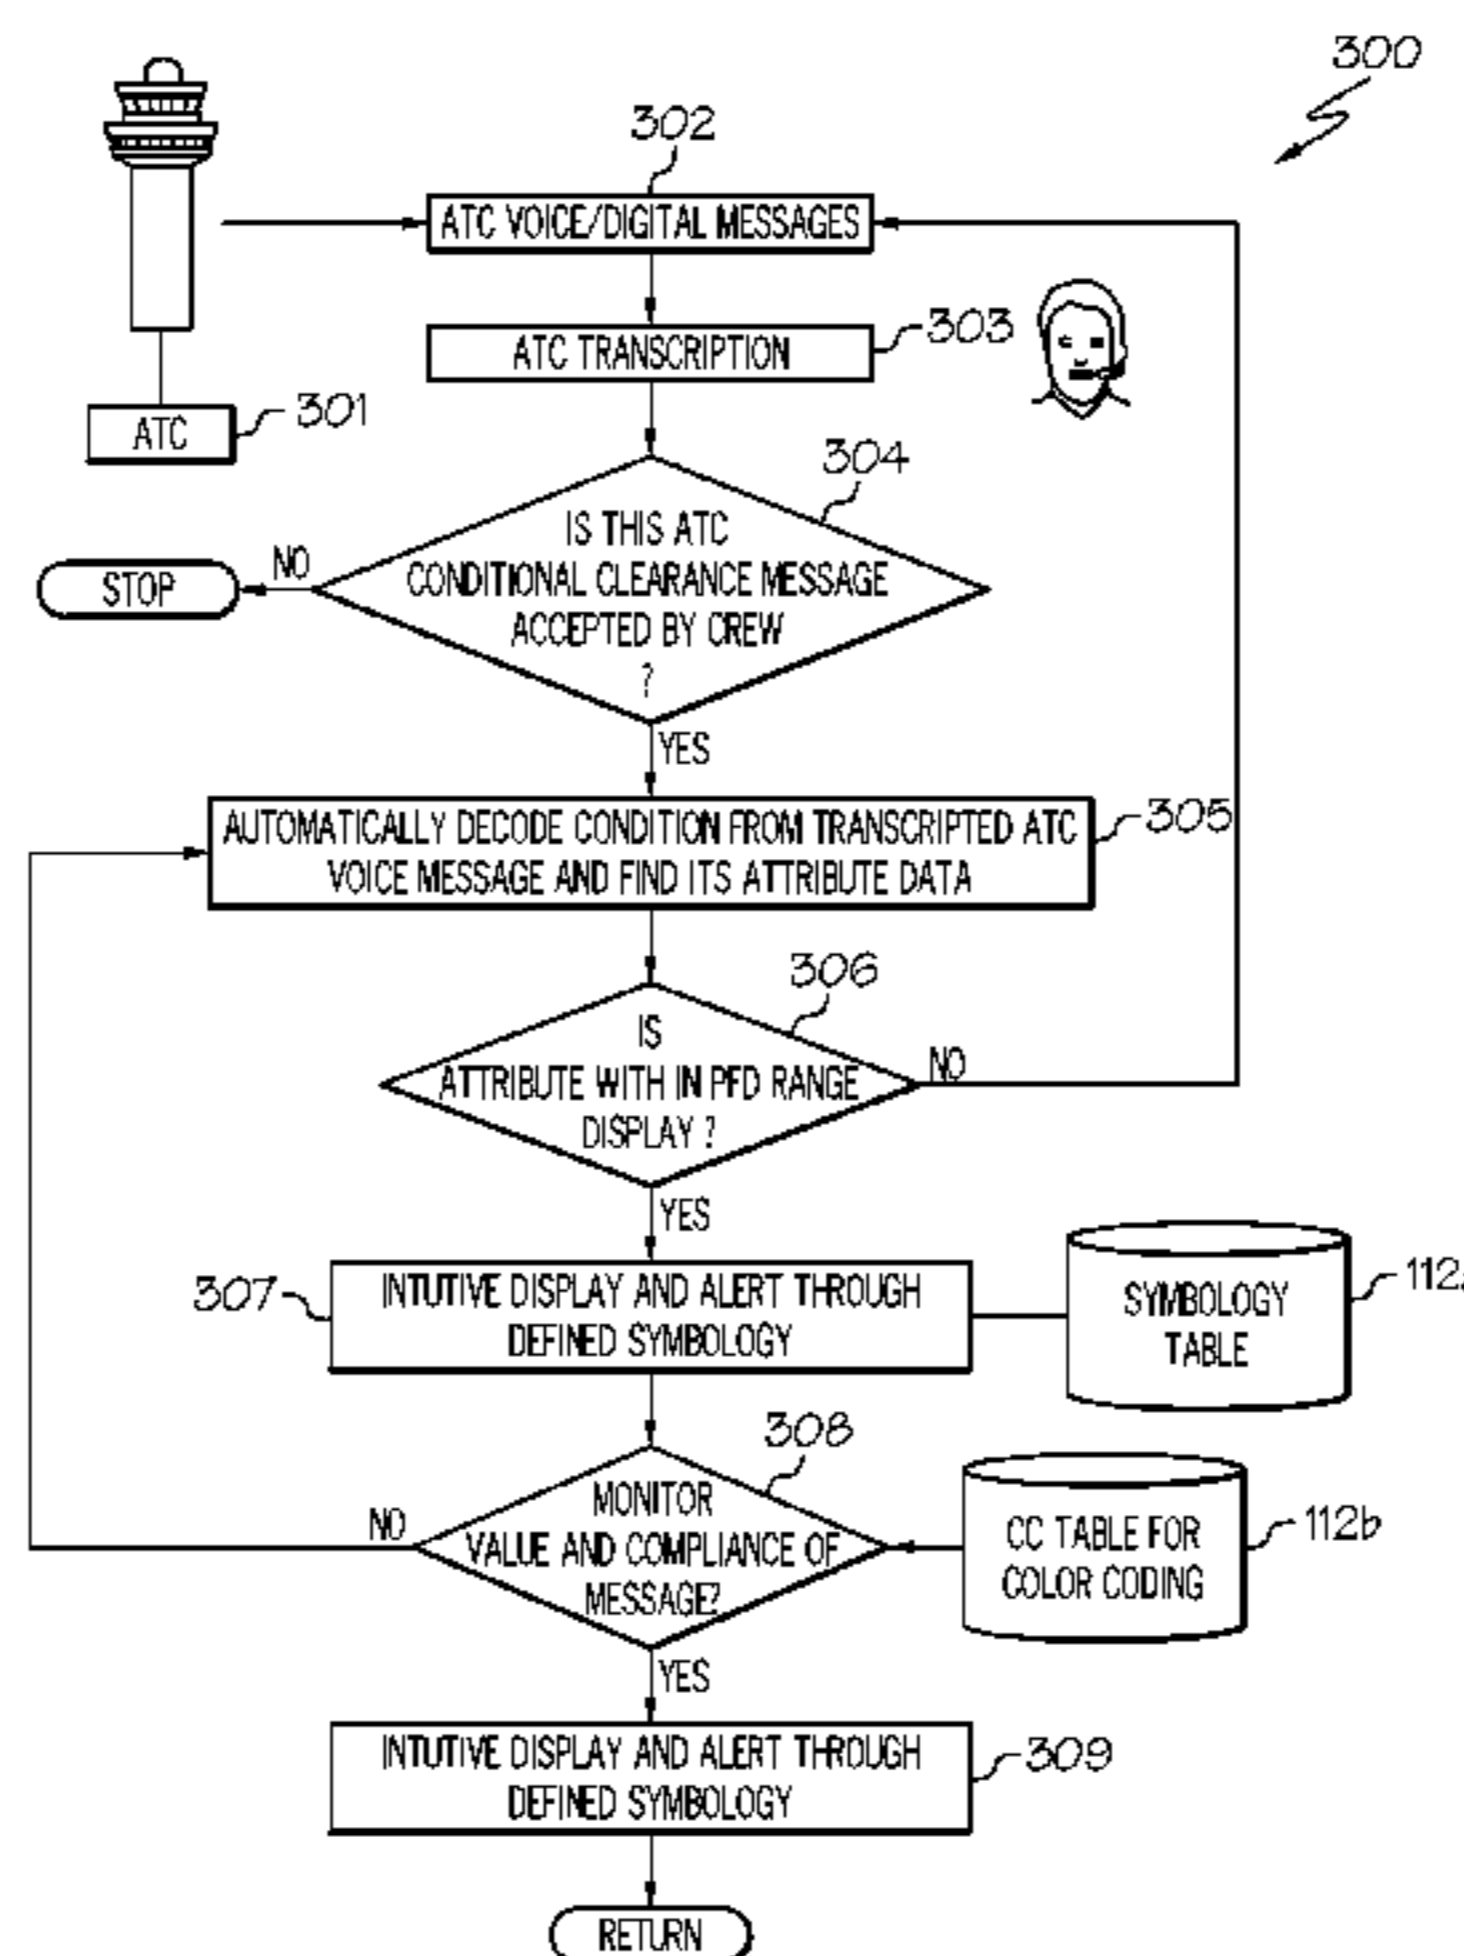 300
302
ATC VOICE/DIGITAL MESSAGES
ATC TRANSCRIPTION
303
ATC
301
304
IS THIS ATC
CONDITIONAL CLEARANCE MESSAGE
ACCEPTED BY CREW
?
NO
STOP
YES
AUTOMATICALLY DECODE CONDITION FROM TRANSCRIPTED ATC
VOICE MESSAGE AND FIND ITS ATTRIBUTE DATA
305
306
IS
ATTRIBUTE WITH IN PFD RANGE
DISPLAY ?
NO
YES
307
INTUTIVE DISPLAY AND ALERT THROUGH
DEFINED SYMBOLOGY
SYMBOLOGY
TABLE
112a
308
MONITOR
VALUE AND COMPLIANCE OF
MESSAGE?
NO
CC TABLE FOR
COLOR CODING
112b
YES
INTUTIVE DISPLAY AND ALERT THROUGH
DEFINED SYMBOLOGY
309
RETURN